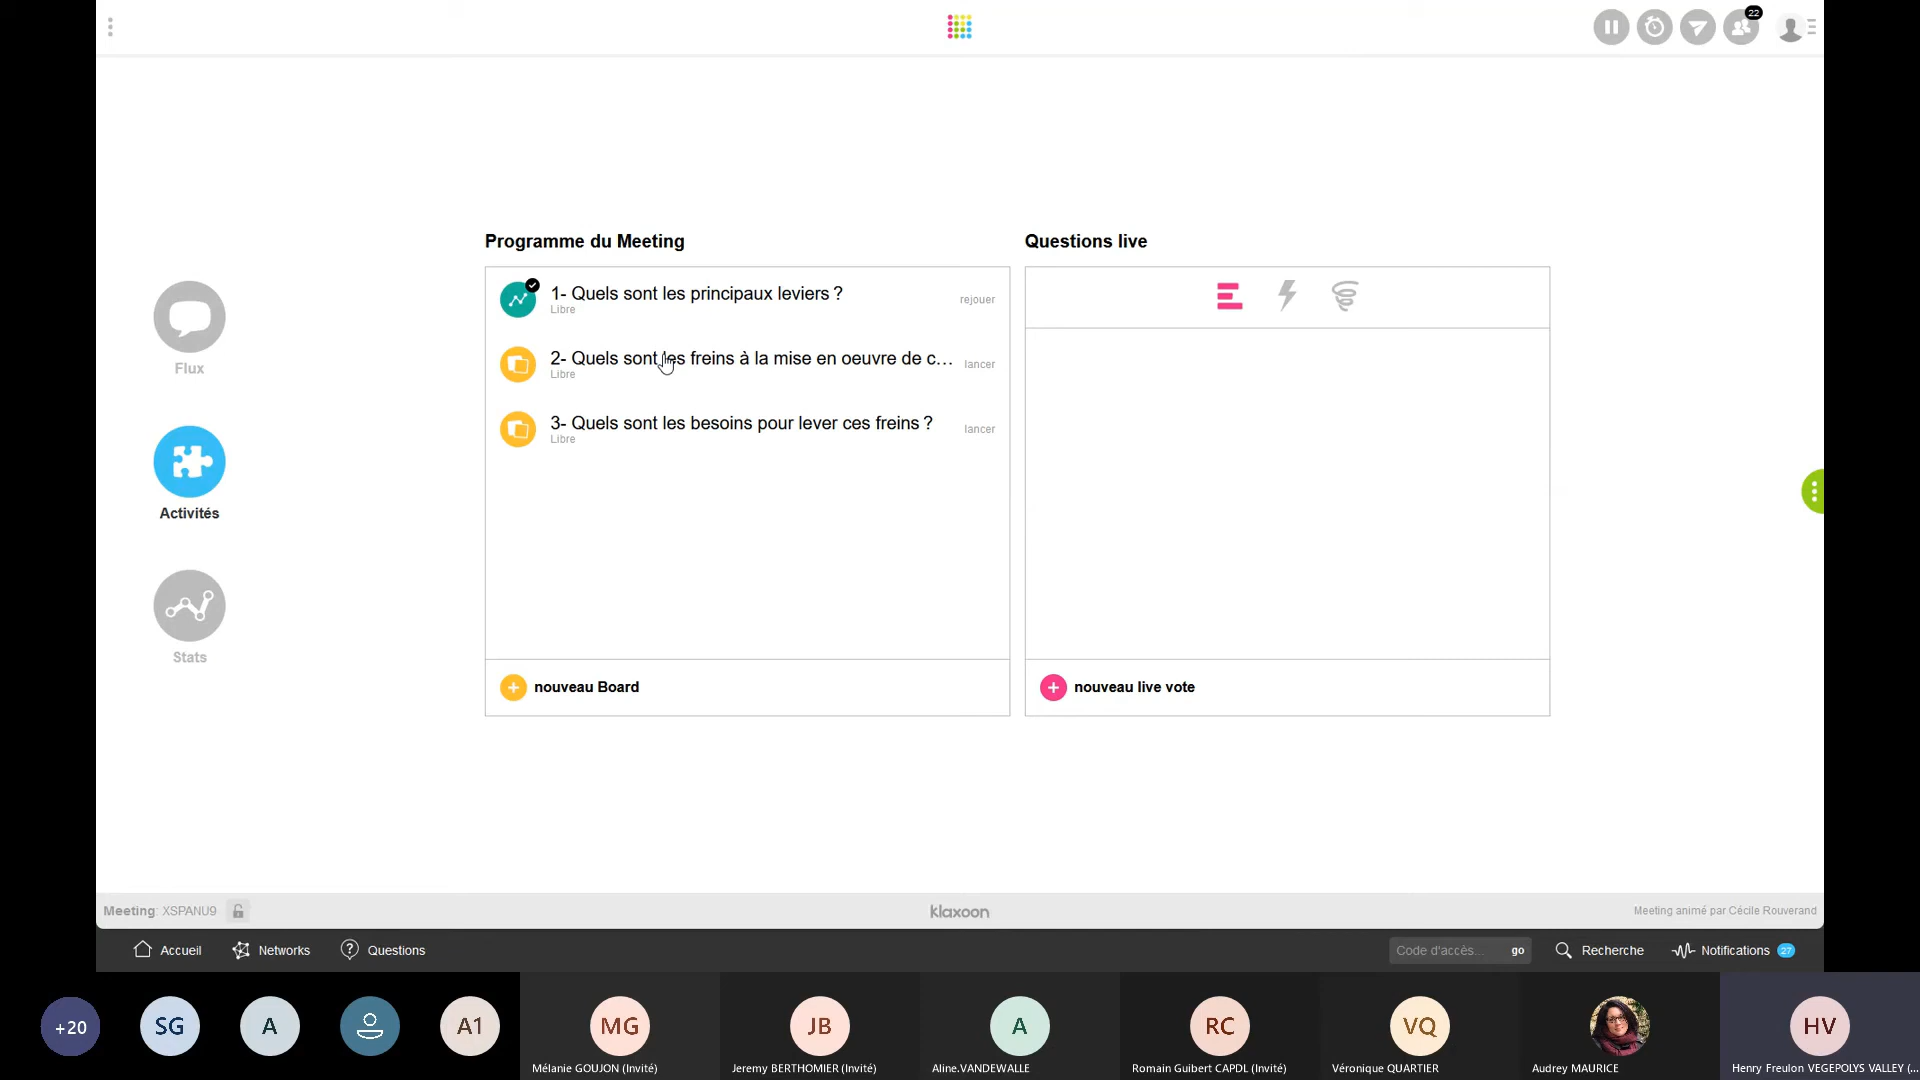 22
Programme du Meeting
Questions live
1- Quels sont les principaux leviers ?
Libre
rejouer
2- Quels sont les freins à la mise en oeuvre de c...
Libre
lancer
3- Quels sont les besoins pour lever ces freins ?
Libre
lancer
Flux
Activités
Stats
nouveau Board
nouveau live vote
Meeting: XSPANU9
klaxoon
Meeting animé par Cécile Rouverand
Accueil
Networks
Questions
Code d'accès...
go
Recherche
Notifications
27
+20
SG
A
A1
MG
JB
A
RC
VQ
HV
Mélanie GOUJON (Invité)
Jeremy BERTHOMIER (Invité)
Aline.VANDEWALLE
Romain Guibert CAPDL (Invité)
Véronique QUARTIER
Audrey MAURICE
Henry Freulon VEGEPOLYS VALLEY (...